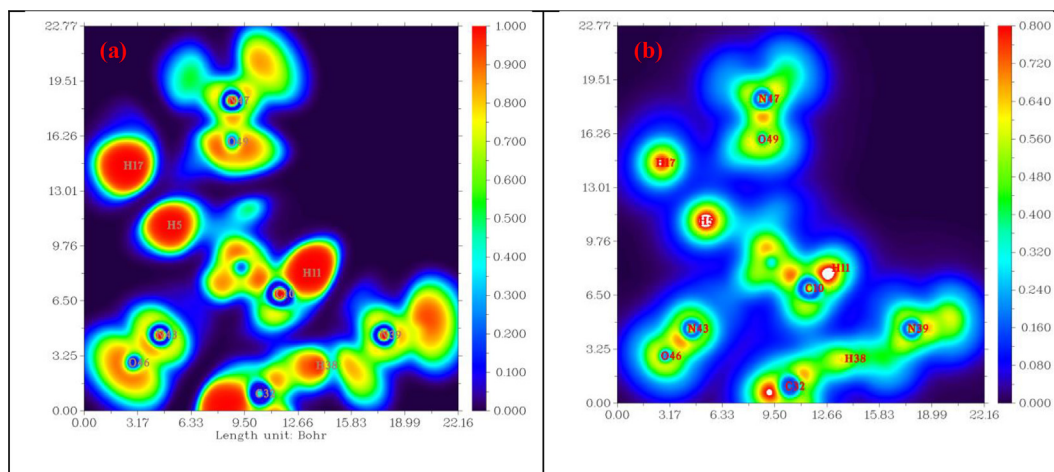 (a)
22.77
19.51
16.26
13.01
9.76
6.50
3.25
0.00
0.00 3.17 6.33 9.50 12.66 15.83 18.99 22.16
Length unit: Bohr
O49
H17
H5
H11
H38
O46
1.000
0.900
0.800
0.700
0.600
0.500
0.400
0.300
0.200
0.100
0.000
(b)
22.77
19.51
16.26
13.01
9.76
6.50
3.25
0.00
0.00 3.17 6.33 9.50 12.66 15.83 18.99 22.16
N47
O49
H17
H5
H11
C10
N43
N39
O46
H38
C32
0.800
0.720
0.640
0.560
0.480
0.400
0.320
0.240
0.160
0.080
0.000